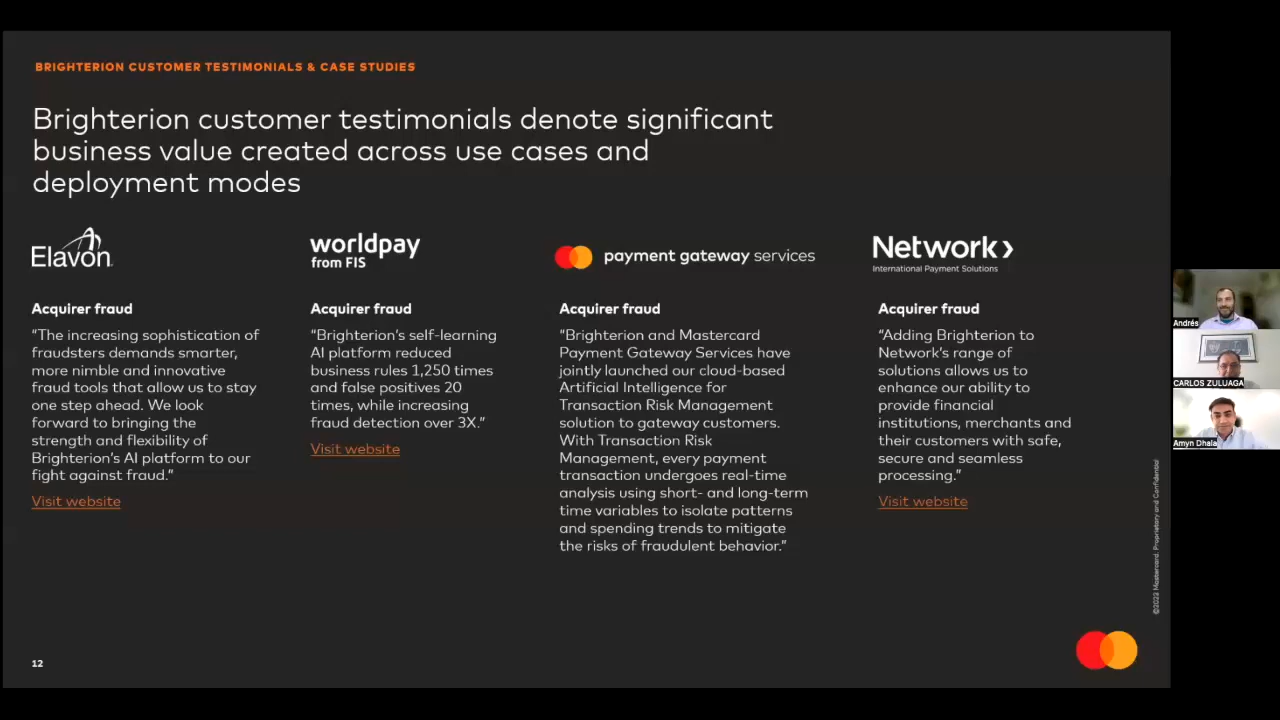 BRIGHTERION CUSTOMER TESTIMONIALS & CASE STUDIES
Brighterion customer testimonials denote significant
business value created across use cases and
deployment modes
Elavon
worldpay
from FIS
payment gateway services
Network
International Payment Solutions
Acquirer fraud
“The increasing sophistication of
fraudsters demands smarter,
more nimble and innovative
fraud tools that allow us to stay
one step ahead. We look
forward to bringing the
strength and flexibility of
Brighterion’s AI platform to our
fight against fraud.”
Visit website
Acquirer fraud
“Brighterion’s self-learning
AI platform reduced
business rules 1,250 times
and false positives 20
times, while increasing
fraud detection over 3X.”
Visit website
Acquirer fraud
“Brighterion and Mastercard
Payment Gateway Services have
jointly launched our cloud-based
Artificial Intelligence for
Transaction Risk Management
solution to gateway customers.
With Transaction Risk
Management, every payment
transaction undergoes real-time
analysis using short- and long-term
time variables to isolate patterns
and spending trends to mitigate
the risks of fraudulent behavior.”
Acquirer fraud
“Adding Brighterion to
Network’s range of
solutions allows us to
enhance our ability to
provide financial
institutions, merchants and
their customers with safe,
secure and seamless
processing.”
Visit website
Andrés
CARLOS ZULUAGA
Amyn Dhala
©2022 Mastercard. Proprietary and Confidential
12